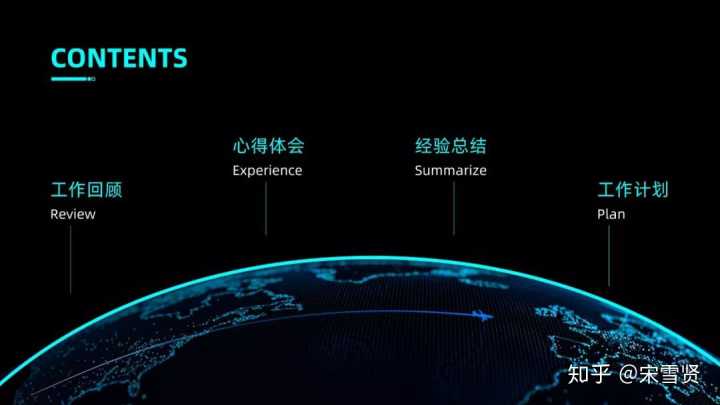 CONTENTS
工作回顾
Review
心得体会
Experience
经验总结
Summarize
工作计划
Plan
知乎 @宋雪贤